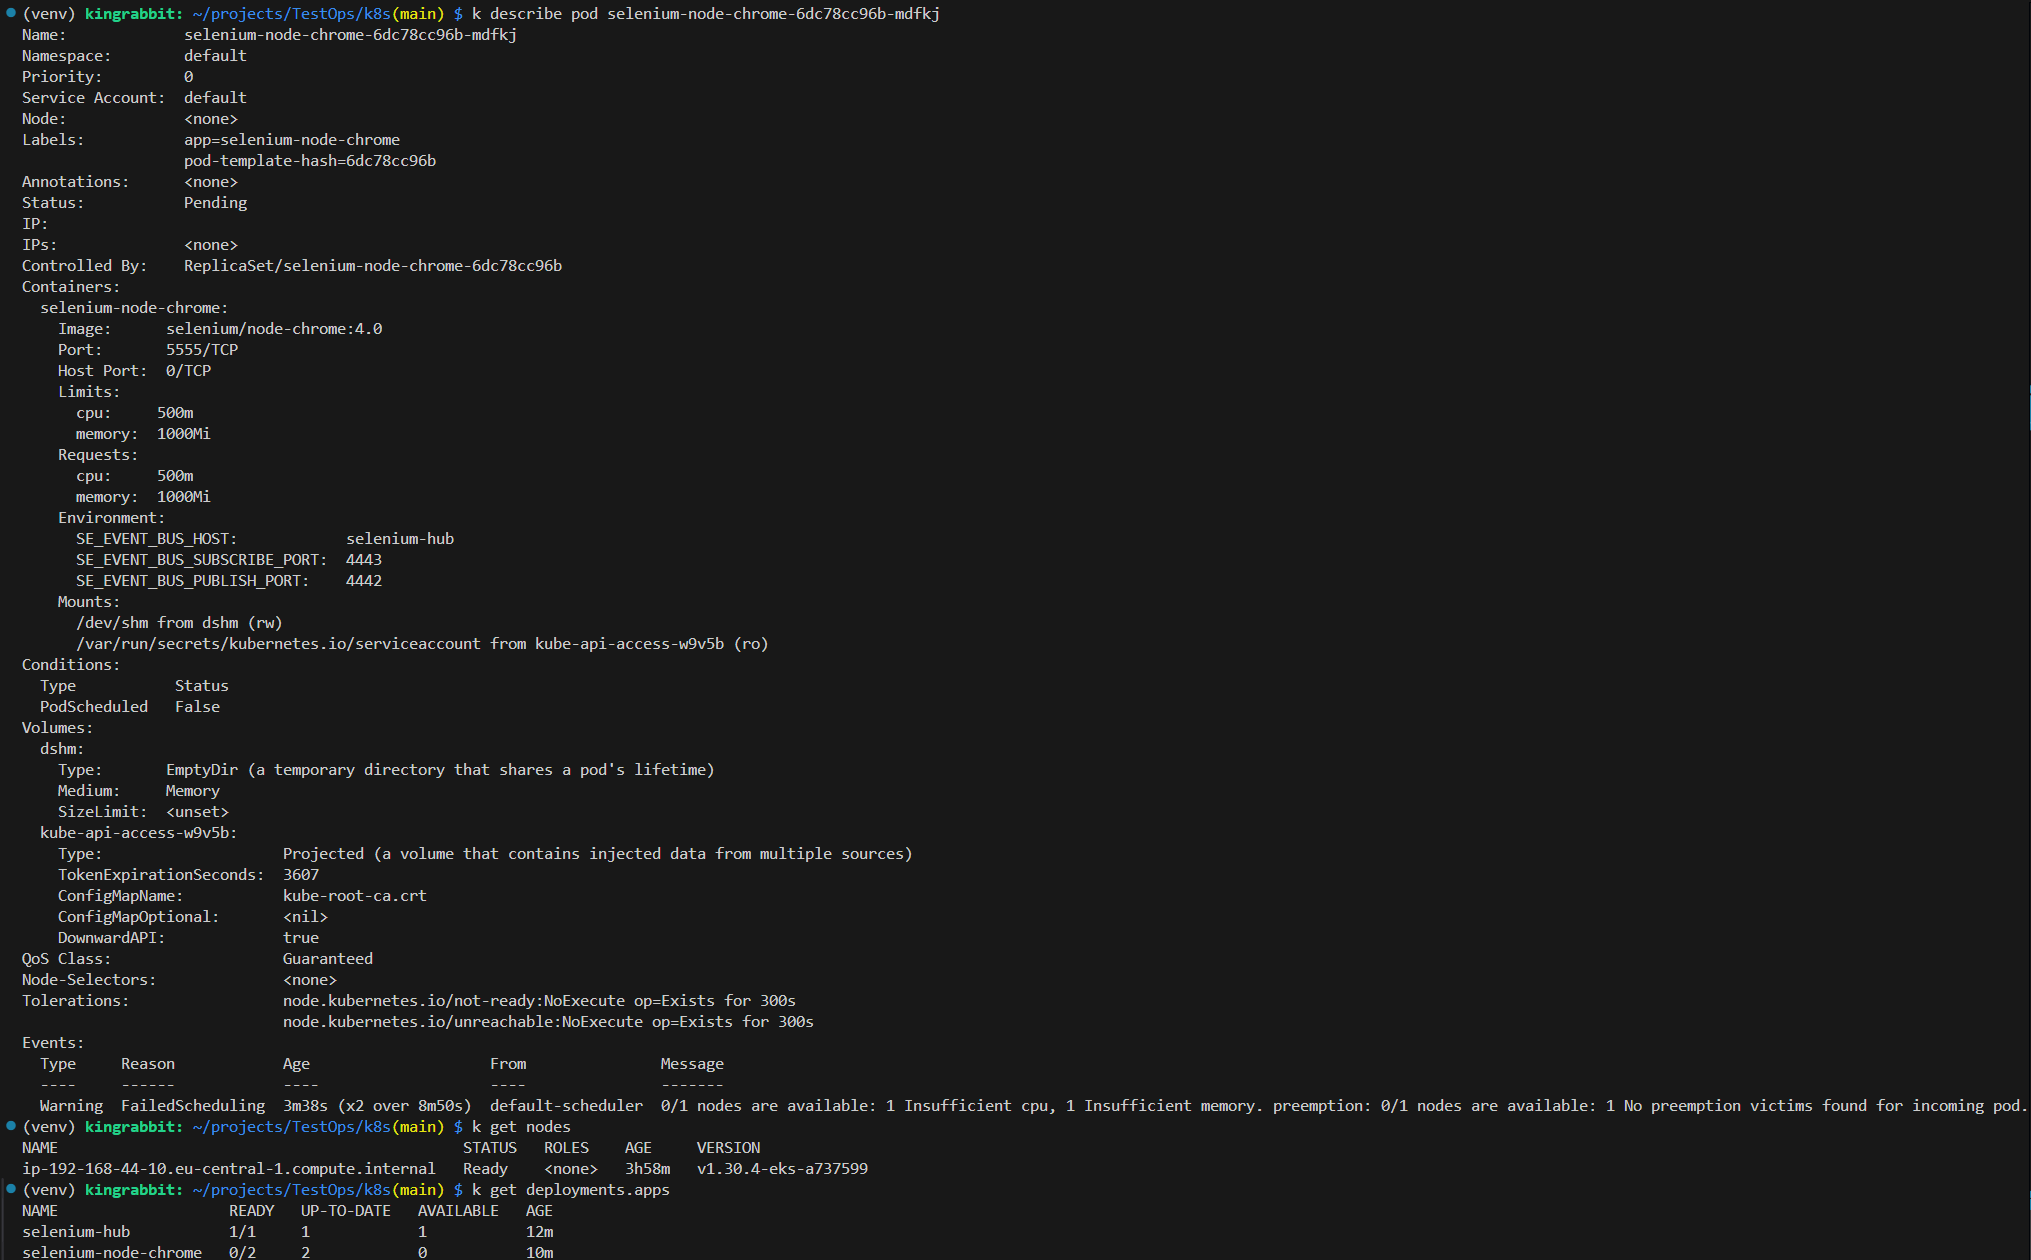 (venv) kingrabbit: ~/projects/TestOps/k8s(main) $ k describe pod selenium-node-chrome-6dc78cc96b-mdfkj
Name:             selenium-node-chrome-6dc78cc96b-mdfkj
Namespace:        default
Priority:         0
Service Account:  default
Node:             <none>
Labels:           app=selenium-node-chrome
                  pod-template-hash=6dc78cc96b
Annotations:      <none>
Status:           Pending
IP:
IPs:              <none>
Controlled By:    ReplicaSet/selenium-node-chrome-6dc78cc96b
Containers:
  selenium-node-chrome:
    Image:      selenium/node-chrome:4.0
    Port:       5555/TCP
    Host Port:  0/TCP
    Limits:
      cpu:     500m
      memory:  1000Mi
    Requests:
      cpu:     500m
      memory:  1000Mi
    Environment:
      SE_EVENT_BUS_HOST:            selenium-hub
      SE_EVENT_BUS_SUBSCRIBE_PORT:  4443
      SE_EVENT_BUS_PUBLISH_PORT:    4442
    Mounts:
      /dev/shm from dshm (rw)
      /var/run/secrets/kubernetes.io/serviceaccount from kube-api-access-w9v5b (ro)
Conditions:
  Type           Status
  PodScheduled   False
Volumes:
  dshm:
    Type:       EmptyDir (a temporary directory that shares a pod's lifetime)
    Medium:     Memory
    SizeLimit:  <unset>
  kube-api-access-w9v5b:
    Type:                    Projected (a volume that contains injected data from multiple sources)
    TokenExpirationSeconds:  3607
    ConfigMapName:           kube-root-ca.crt
    ConfigMapOptional:       <nil>
    DownwardAPI:             true
QoS Class:                   Guaranteed
Node-Selectors:              <none>
Tolerations:                 node.kubernetes.io/not-ready:NoExecute op=Exists for 300s
                             node.kubernetes.io/unreachable:NoExecute op=Exists for 300s
Events:
  Type     Reason            Age                    From               Message
  ----     ------            ----                   ----               -------
  Warning  FailedScheduling  3m38s (x2 over 8m50s)  default-scheduler  0/1 nodes are available: 1 Insufficient cpu, 1 Insufficient memory. preemption: 0/1 nodes are available: 1 No preemption victims found for incoming pod.
(venv) kingrabbit: ~/projects/TestOps/k8s(main) $ k get nodes
NAME                                             STATUS   ROLES    AGE     VERSION
ip-192-168-44-10.eu-central-1.compute.internal   Ready    <none>   3h58m   v1.30.4-eks-a737599
(venv) kingrabbit: ~/projects/TestOps/k8s(main) $ k get deployments.apps
NAME                   READY   UP-TO-DATE   AVAILABLE   AGE
selenium-hub           1/1     1            1           12m
selenium-node-chrome   0/2     2            0           10m